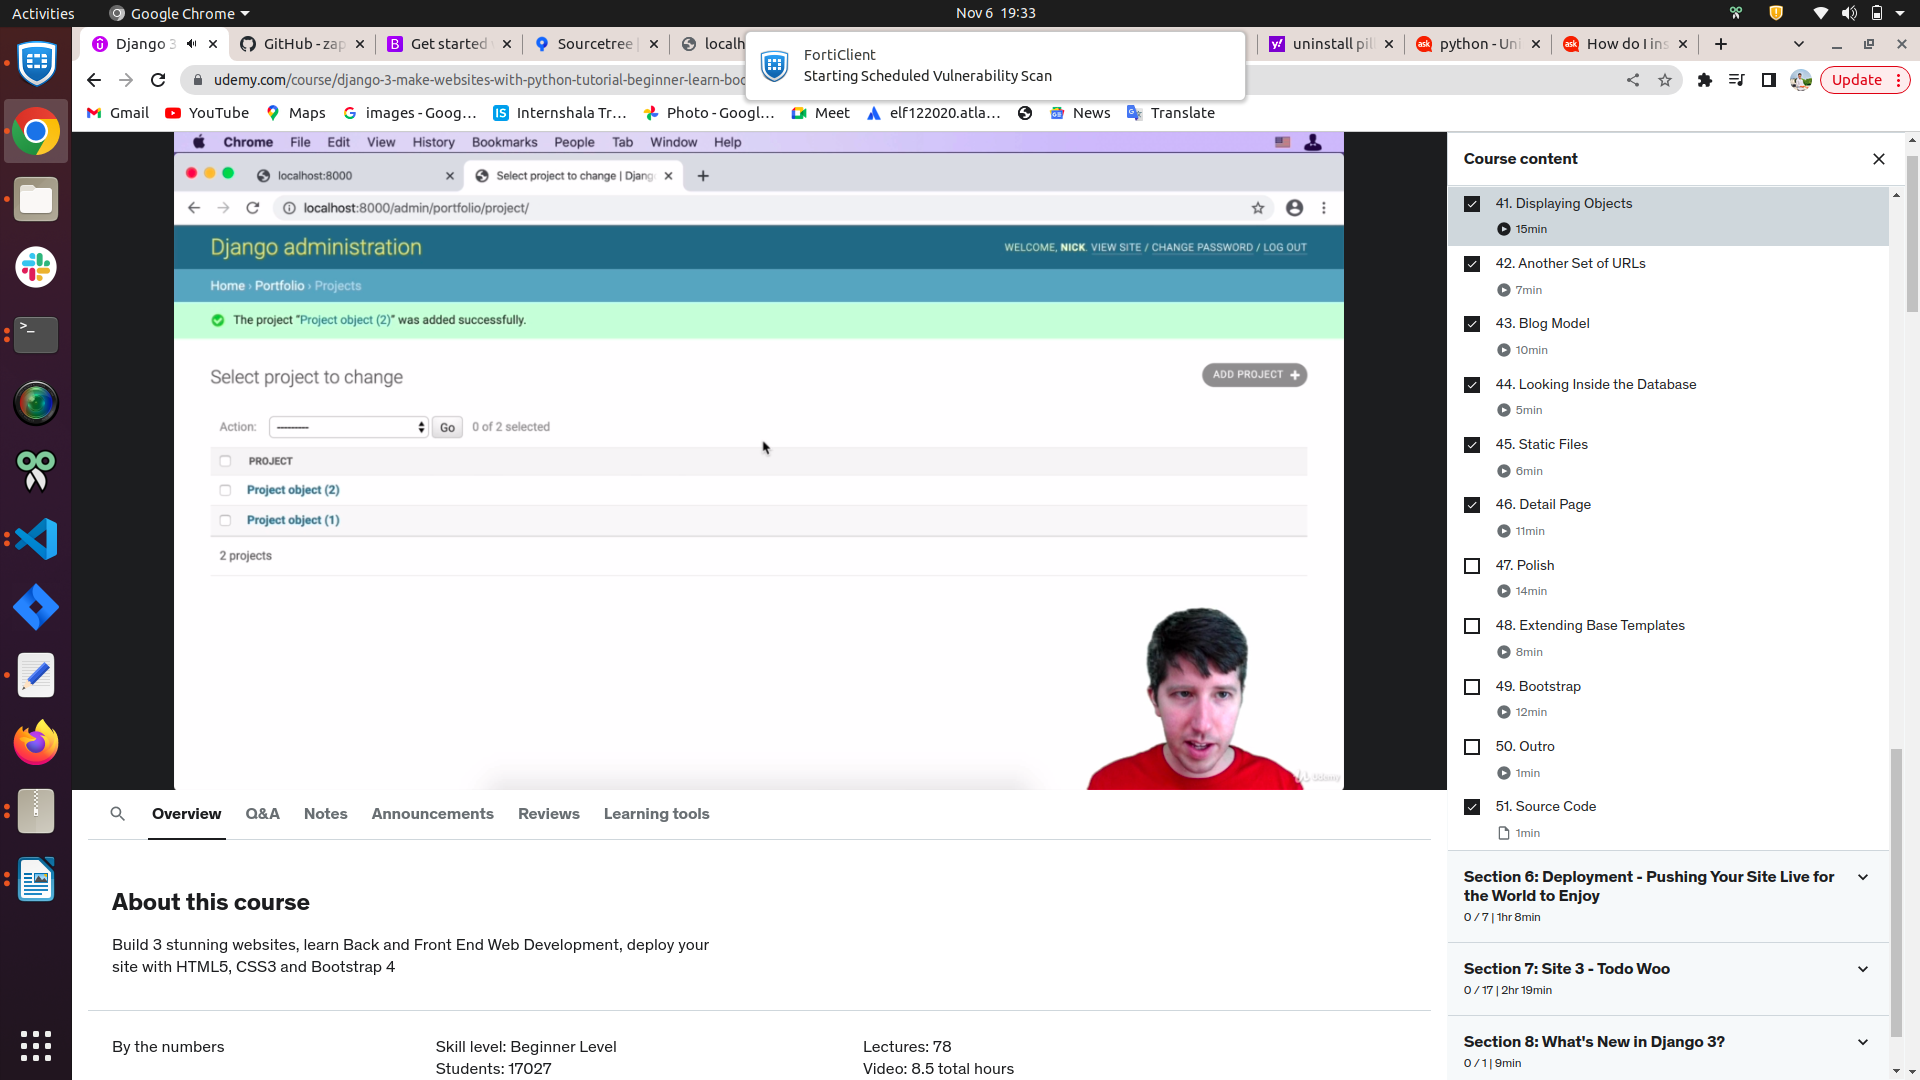 Activities
Google Chrome
Nov 6 19:33
Django 3
GitHub - zap
Get started
Sourcetree
localh
uninstall pil
python - Uni
How do I ins
FortiClient
Starting Scheduled Vulnerability Scan
udemy.com/course/django-3-make-websites-with-python-tutorial-beginner-learn-boo
Update
Gmail
YouTube
Maps
images - Goog...
Internshala Tr...
Photo - Googl...
Meet
elf122020.atla...
News
Translate
Chrome File Edit View History Bookmarks People Tab Window Help
localhost:8000
Select project to change | Djang
localhost:8000/admin/portfolio/project/
Django administration
WELCOME, NICK. VIEW SITE / CHANGE PASSWORD / LOG OUT
Home › Portfolio › Projects
The project “Project object (2)” was added successfully.
Select project to change
ADD PROJECT +
Action: --------- Go 0 of 2 selected
PROJECT
Project object (2)
Project object (1)
2 projects
Udemy
Course content
41. Displaying Objects
15min
42. Another Set of URLs
7min
43. Blog Model
10min
44. Looking Inside the Database
5min
45. Static Files
6min
46. Detail Page
11min
47. Polish
14min
48. Extending Base Templates
8min
49. Bootstrap
12min
50. Outro
1min
51. Source Code
1min
Section 6: Deployment - Pushing Your Site Live for
the World to Enjoy
0 / 7 | 1hr 8min
Section 7: Site 3 - Todo Woo
0 / 17 | 2hr 19min
Section 8: What's New in Django 3?
0 / 1 | 9min
Overview Q&A Notes Announcements Reviews Learning tools
About this course
Build 3 stunning websites, learn Back and Front End Web Development, deploy your
site with HTML5, CSS3 and Bootstrap 4
By the numbers
Skill level: Beginner Level
Students: 17027
Lectures: 78
Video: 8.5 total hours